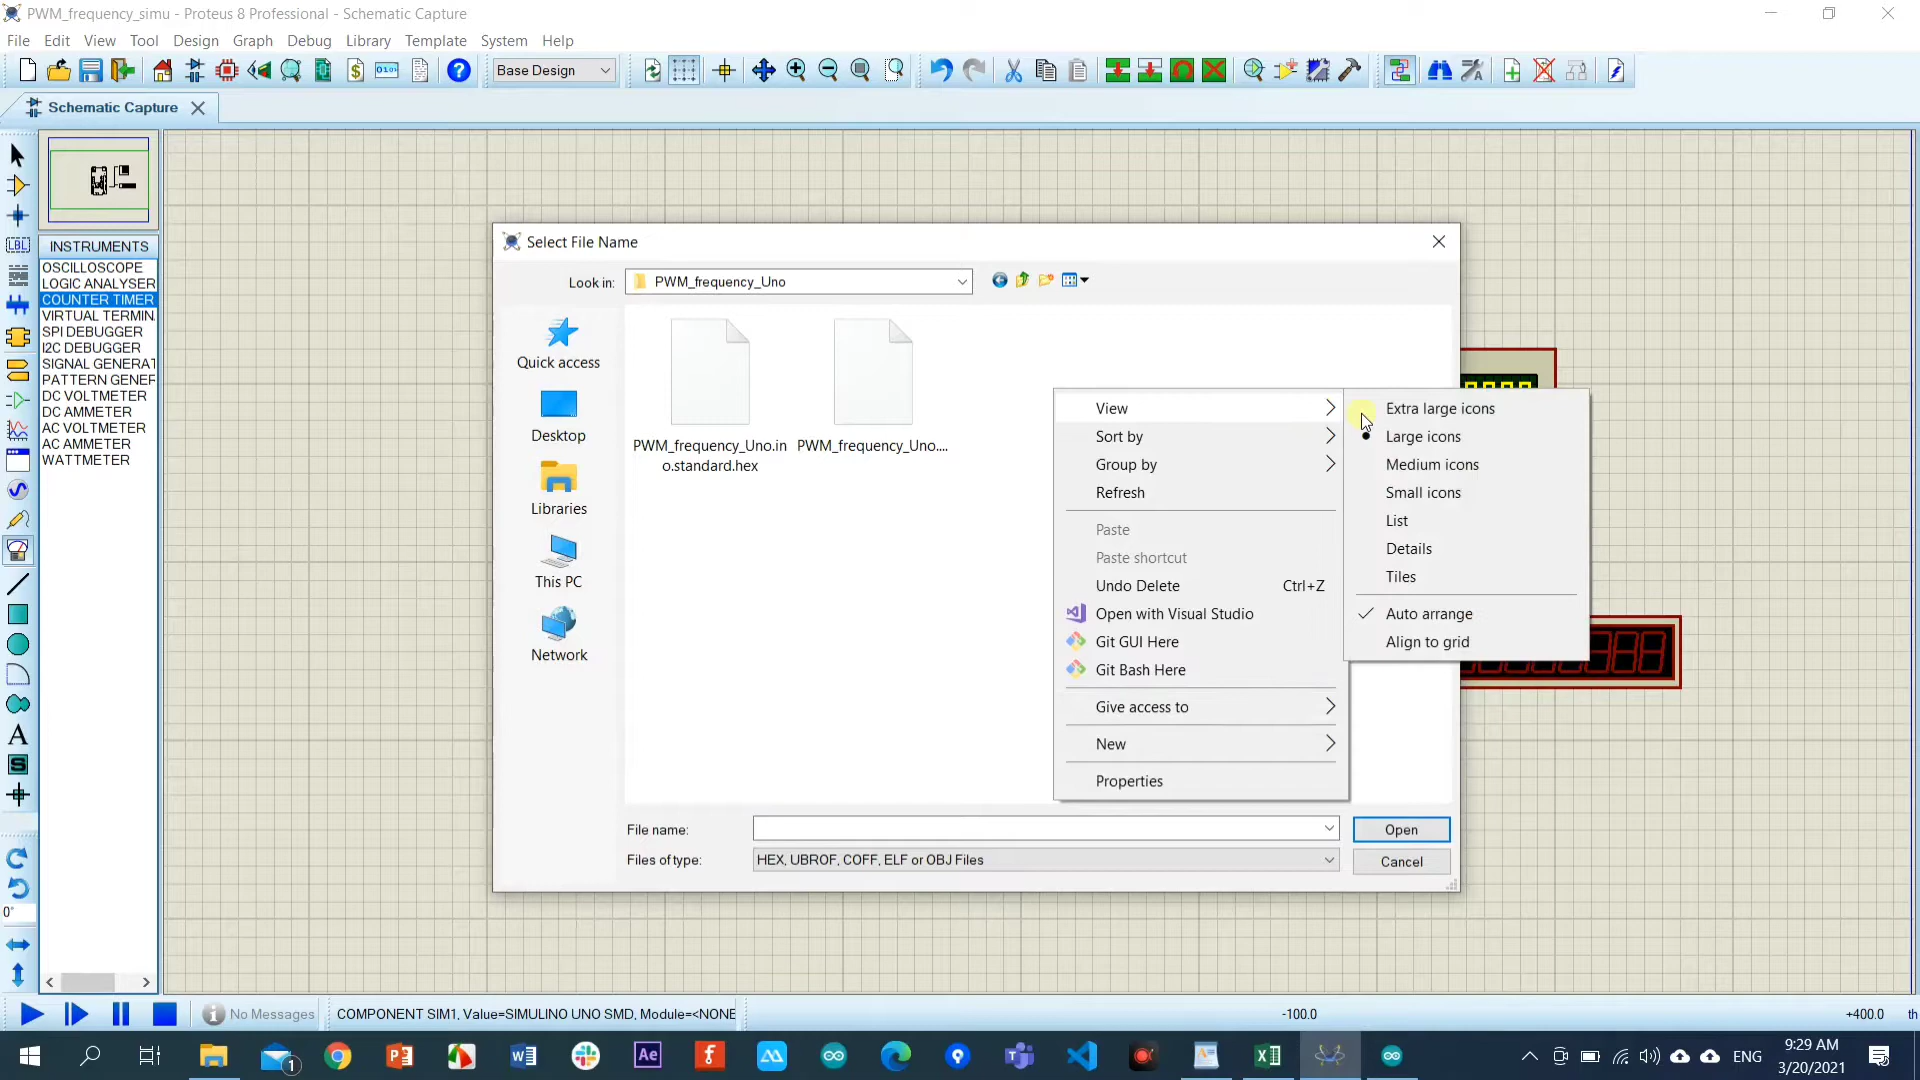 PWM_frequency_simu - Proteus 8 Professional - Schematic Capture
File Edit View Tool Design Graph Debug Library Template System Help
Base Design
Schematic Capture
INSTRUMENTS
OSCILLOSCOPE
LOGIC ANALYSER
COUNTER TIMER
VIRTUAL TERMIN
SPI DEBUGGER
I2C DEBUGGER
SIGNAL GENERAT
PATTERN GENER
DC VOLTMETER
DC AMMETER
AC VOLTMETER
AC AMMETER
WATTMETER
LBL
A
S
0°
Select File Name
Look in: PWM_frequency_Uno
Quick access
Desktop
Libraries
This PC
Network
PWM_frequency_Uno.in
o.standard.hex
PWM_frequency_Uno....
View
Sort by
Group by
Refresh
Paste
Paste shortcut
Undo Delete Ctrl+Z
Open with Visual Studio
Git GUI Here
Git Bash Here
Give access to
New
Properties
Extra large icons
Large icons
Medium icons
Small icons
List
Details
Tiles
Auto arrange
Align to grid
File name:
Open
Files of type: HEX, UBROF, COFF, ELF or OBJ Files
Cancel
No Messages
COMPONENT SIM1, Value=SIMULINO UNO SMD, Module=<NONE
-100.0
+400.0 th
1
Ae
ENG
9:29 AM
3/20/2021